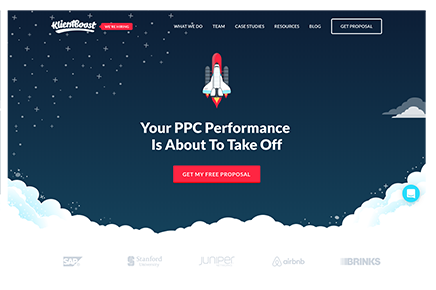 KlientBoost
WE'RE HIRING
WHAT WE DO
TEAM
CASE STUDIES
RESOURCES
BLOG
GET PROPOSAL
Your PPC Performance
Is About To Take Off
GET MY FREE PROPOSAL
SAP
Stanford
University
JUNIPEr
airbnb
BRINKS